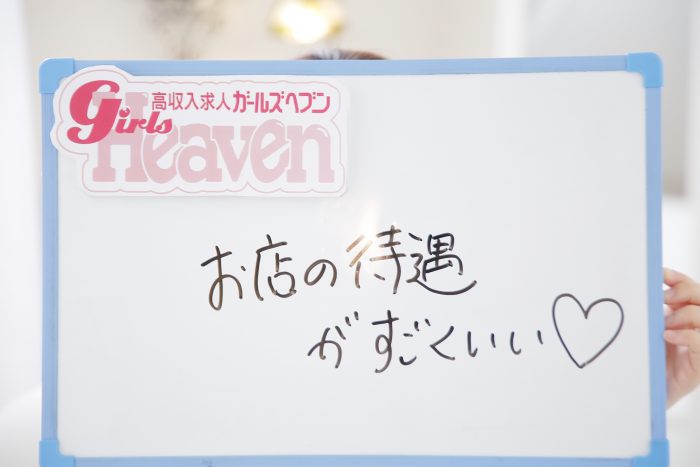 高収入求人 ガールズヘブン
Girls
Heaven
お店の待遇
がすごくいい♡